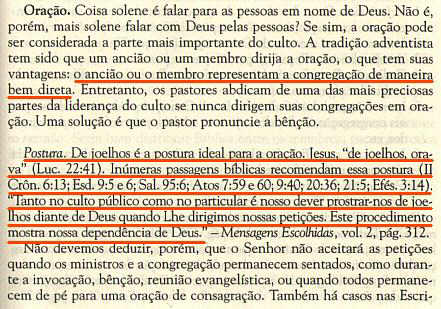 Oração. Coisa solene é falar para as pessoas em nome de Deus. Não é,
porém, mais solene falar com Deus pelas pessoas? Se sim, a oração pode
ser considerada a parte mais importante do culto. A tradição adventista
tem sido que um ancião ou um membro dirija a oração, o que tem suas
vantagens: o ancião ou o membro representam a congregação de maneira
bem direta. Entretanto, os pastores abdicam de uma das mais preciosas
partes da liderança do culto se nunca dirigem suas congregações em ora-
ção. Uma solução é que o pastor pronuncie a bênção.
Postura. De joelhos é a postura ideal para a oração. Jesus, "de joelhos, ora-
va" (Luc. 22:41). Inúmeras passagens bíblicas recomendam essa postura (II
Crôn. 6:13; Esd. 9:5 e 6; Sal. 95:6; Atos 7:59 e 60; 9:40; 20:36; 21:5; Efés. 3:14).
"Tanto no culto público como no particular é nosso dever prostrar-nos de joe-
lhos diante de Deus quando Lhe dirigimos nossas petições. Este procedimento
mostra nossa dependência de Deus." – Mensagens Escolhidas, vol. 2, pág. 312.
Não devemos deduzir, porém, que o Senhor não aceitará as petições
quando os ministros e a congregação permanecem sentados, como duran-
te a invocação, bênção, reunião evangelística, ou quando todos permane-
cem de pé para uma oração de consagração. Também há casos nas Escri-